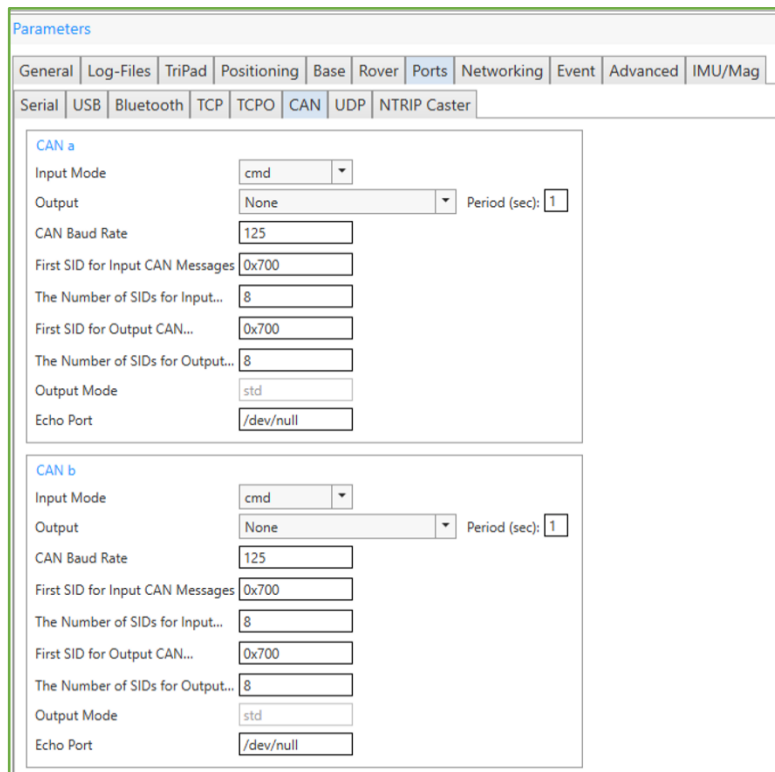 Parameters
General Log-Files TriPad Positioning Base Rover Ports Networking Event Advanced IMU/Mag
Serial USB Bluetooth TCP TCPO CAN UDP NTRIP Caster
CAN a
Input Mode cmd
Output None Period (sec): 1
CAN Baud Rate 125
First SID for Input CAN Messages 0x700
The Number of SIDs for Input... 8
First SID for Output CAN... 0x700
The Number of SIDs for Output... 8
Output Mode std
Echo Port /dev/null
CAN b
Input Mode cmd
Output None Period (sec): 1
CAN Baud Rate 125
First SID for Input CAN Messages 0x700
The Number of SIDs for Input... 8
First SID for Output CAN... 0x700
The Number of SIDs for Output... 8
Output Mode std
Echo Port /dev/null